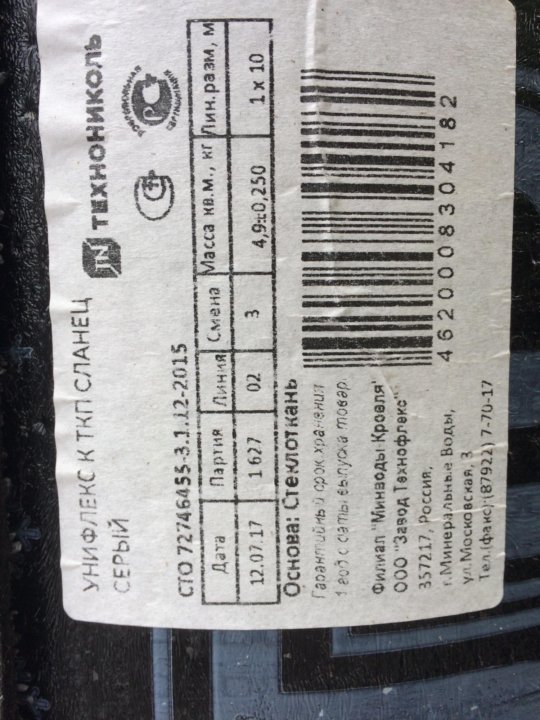 УНИФЛЕКС К ТКП СЛАНЕЦ
СЕРЫЙ
ТЕХНОНИКОЛЬ
СТО 72746455-3.1.12-2015
Дата Партия Линия Смена Масса кв.м., кг Лин.разм, м
12.07.17 1627 02 3 4,9±0,250 1 x 10
Основа: Стеклоткань
Гарантийный срок хранения
1 год с даты выпуска товар.
Филиал "Минводы Кровля"
ООО "Завод Технофлекс"
357217, Россия,
г.Минеральные Воды,
ул.Московская, 3
Тел.(факс):(87922) 7-70-17
46200008304182